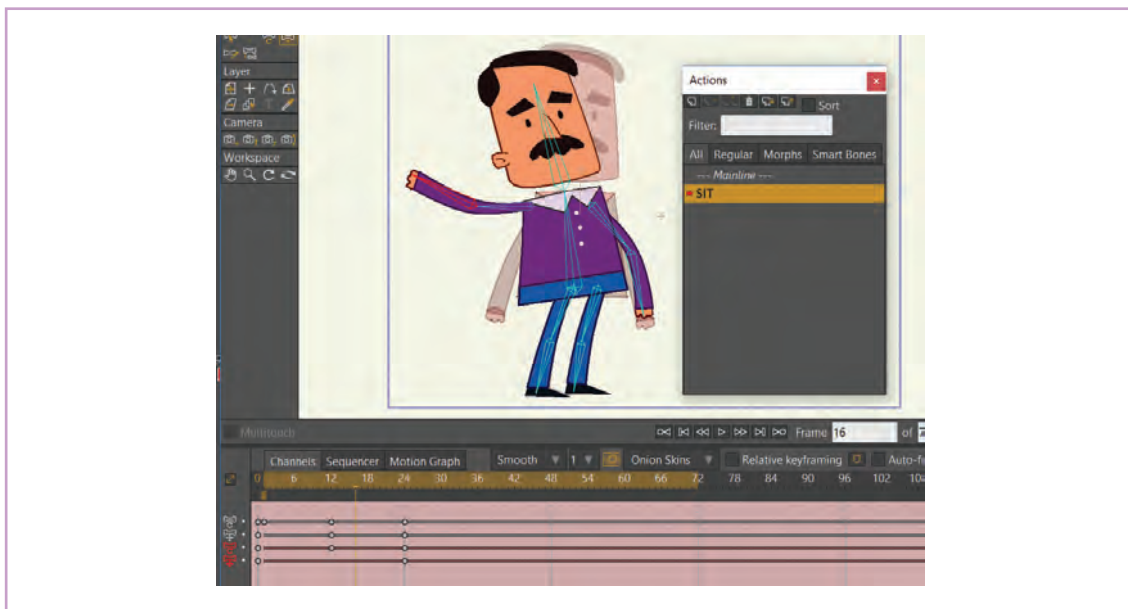 Layer
Camera
Workspace
Actions
Sort
Filter:
All Regular Morphs Smart Bones
--- Mainline ---
SIT
Multitouch
Frame 16 of
Channels Sequencer Motion Graph Smooth 1 Onion Skins Relative keyframing
0 6 12 18 24 30 36 42 48 54 60 66 72 78 84 90 96 102